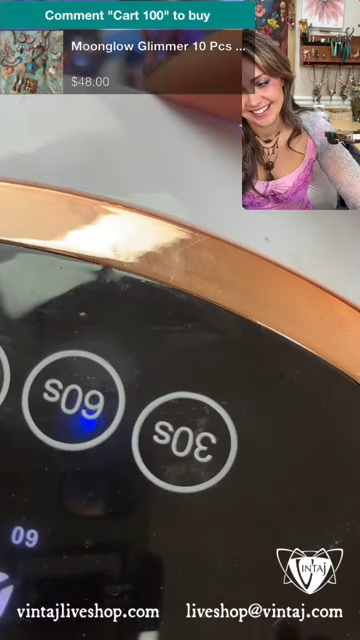 Comment "Cart 100" to buy
Moonglow Glimmer 10 Pcs ...
$48.00
60s
30s
60
VINTAJ
vintajliveshop.com
liveshop@vintaj.com